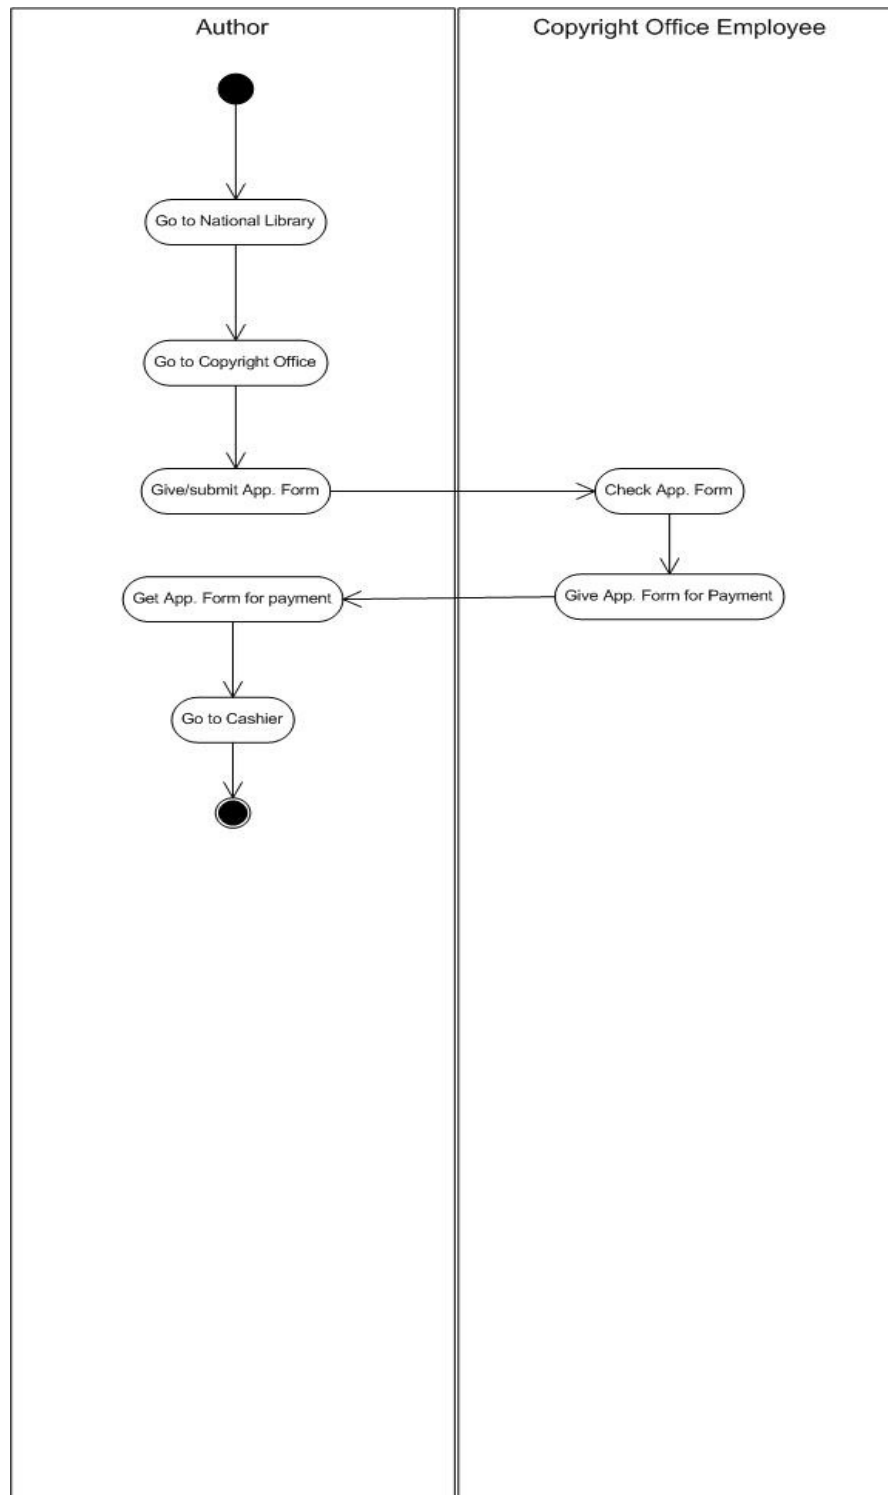 Author
Copyright Office Employee
Go to National Library
Go to Copyright Office
Give/submit App. Form
Check App. Form
Give App. Form for Payment
Get App. Form for payment
Go to Cashier